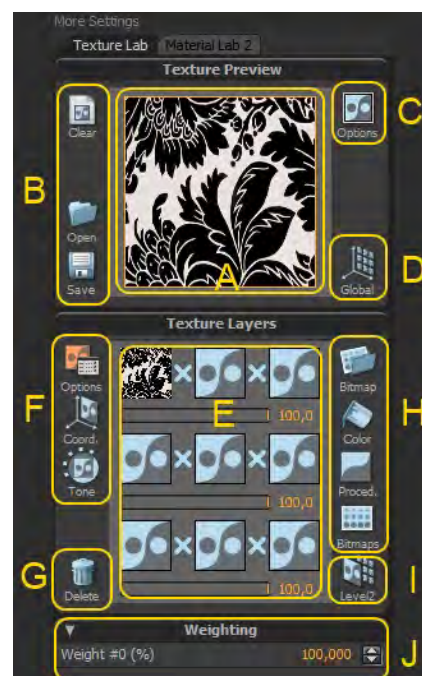 More Settings
Texture Lab Material Lab 2
Texture Preview
Clear
Options
C
B
Open
A
Save
Global
D
Texture Layers
Options
Bitmap
F
Coord.
E
100,0
Color
H
Tone
Proced.
100,0
Bitmaps
G
Delete
100,0
Level2
I
Weighting
Weight #0 (%) 100,000
J